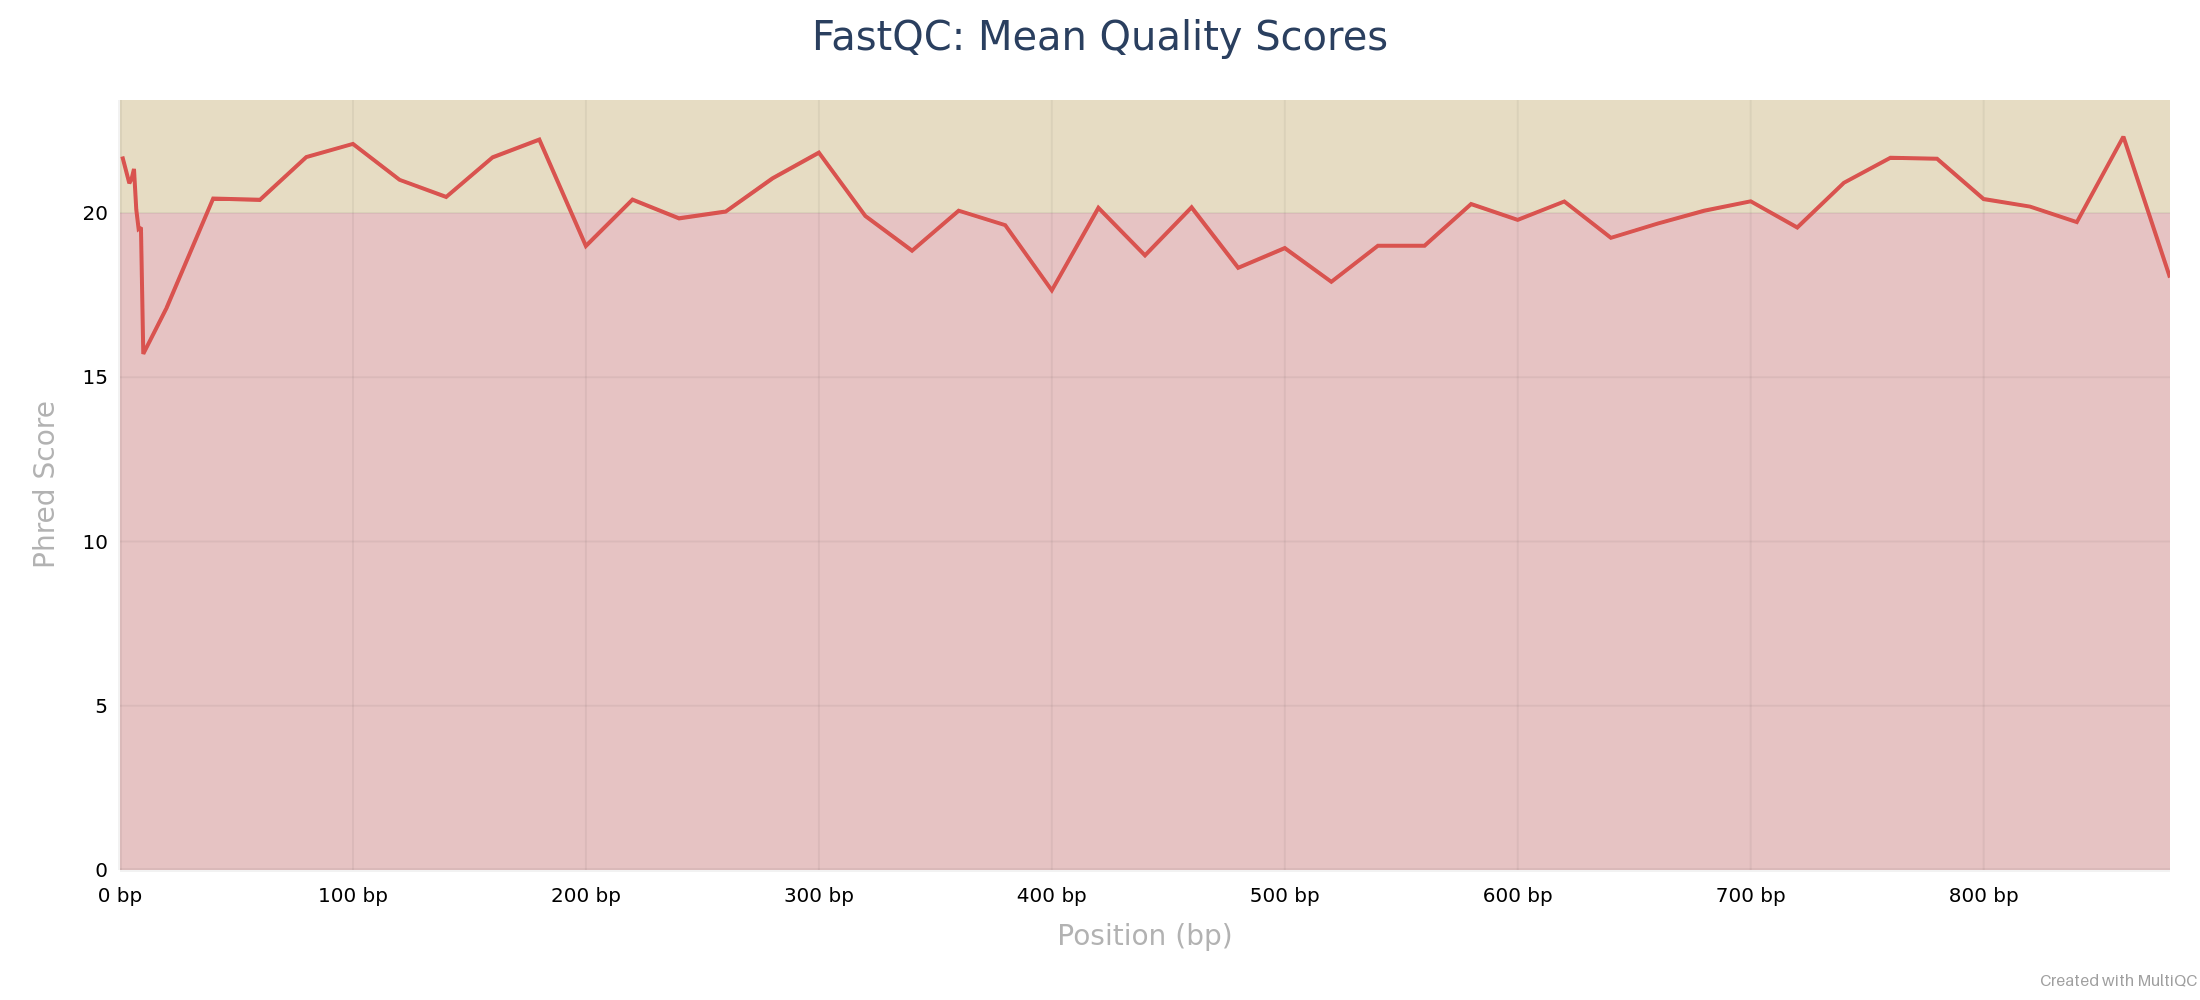 FastQC: Mean Quality Scores
Phred Score
20
15
10
5
0
0 bp 100 bp 200 bp 300 bp 400 bp 500 bp 600 bp 700 bp 800 bp
Position (bp)
Created with MultiQC